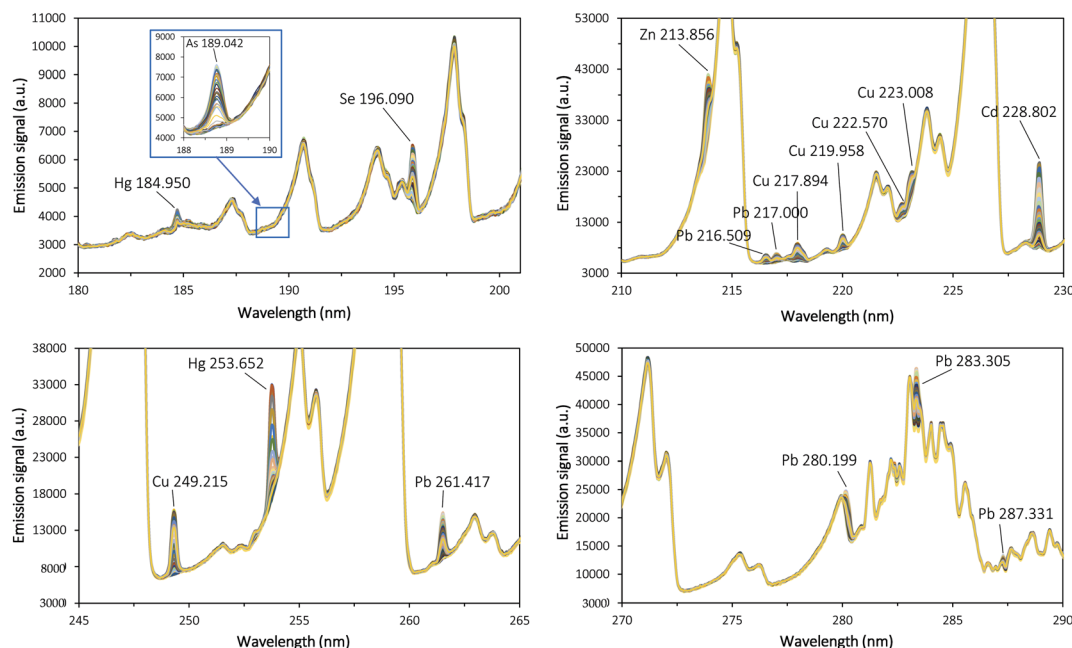 11000
10000
9000
8000
7000
6000
5000
4000
3000
2000
Emission signal (a.u.)
180
185
190
195
200
Wavelength (nm)
As 189.042
9000
8000
7000
6000
5000
4000
188
189
190
Hg 184.950
Se 196.090
53000
43000
33000
23000
13000
3000
Emission signal (a.u.)
210
215
220
225
230
Wavelength (nm)
Zn 213.856
Cu 223.008
Cd 228.802
Cu 222.570
Cu 219.958
Cu 217.894
Pb 217.000
Pb 216.509
38000
33000
28000
23000
18000
13000
8000
3000
Emission signal (a.u.)
245
250
255
260
265
Wavelength (nm)
Hg 253.652
Cu 249.215
Pb 261.417
50000
45000
40000
35000
30000
25000
20000
15000
10000
3000
Emission signal (a.u.)
270
275
280
285
290
Wavelength (nm)
Pb 283.305
Pb 280.199
Pb 287.331